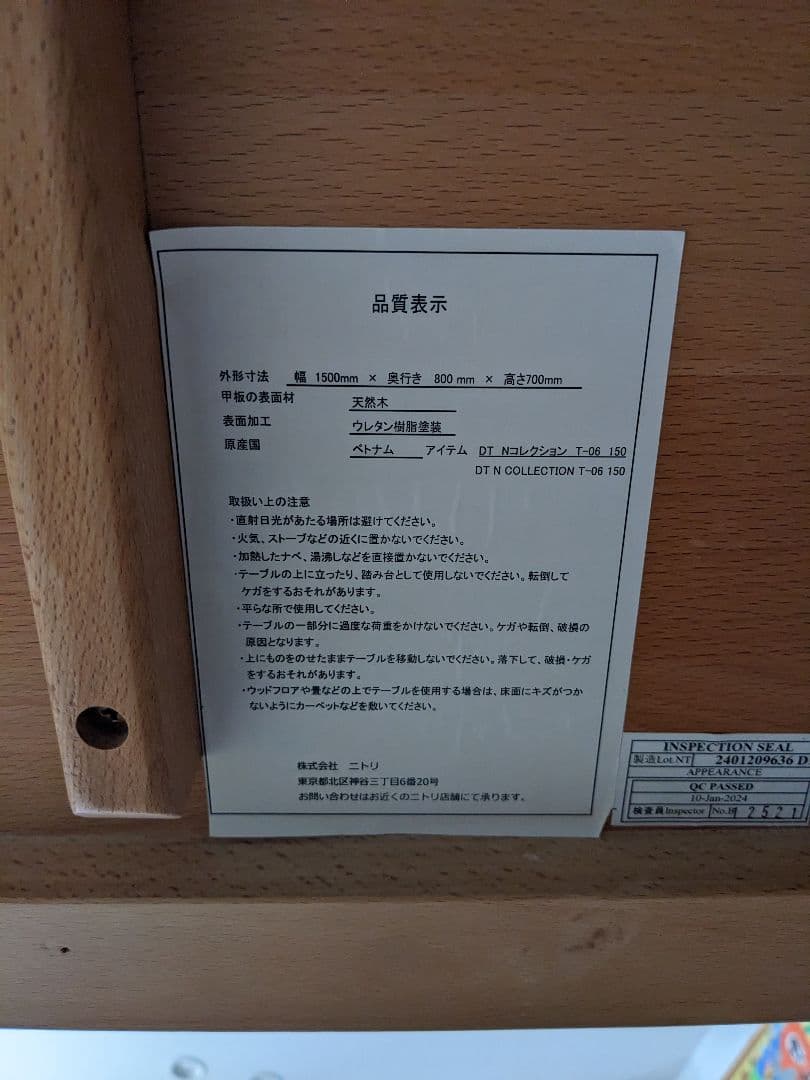 品質表示
外形寸法 幅 1500mm × 奥行き 800 mm × 高さ700mm
甲板の表面材 天然木
表面加工 ウレタン樹脂塗装
原産国 ベトナム アイテム DT Nコレクション T-06 150
DT N COLLECTION T-06 150
取扱い上の注意
・直射日光があたる場所は避けてください。
・火気、ストーブなどの近くに置かないでください。
・加熱したナベ、湯沸しなどを直接置かないでください。
・テーブルの上に立ったり、踏み台として使用しないでください。転倒して
ケガをするおそれがあります。
・平らな所で使用してください。
・テーブルの一部分に過度な荷重をかけないでください。ケガや転倒、破損の
原因となります。
・上にものをのせたままテーブルを移動しないでください。落下して、破損・ケガ
をするおそれがあります。
・ウッドフロアや畳などの上でテーブルを使用する場合は、床面にキズがつか
ないようにカーペットなどを敷いてください。
株式会社 ニトリ
東京都北区神谷三丁目6番20号
お問い合わせはお近くのニトリ店舗にて承ります。
INSPECTION SEAL
製造Lot.NT 2401209636 D
APPEARANCE
QC PASSED
10-Jan-2024
検査員Inspector No. 2521